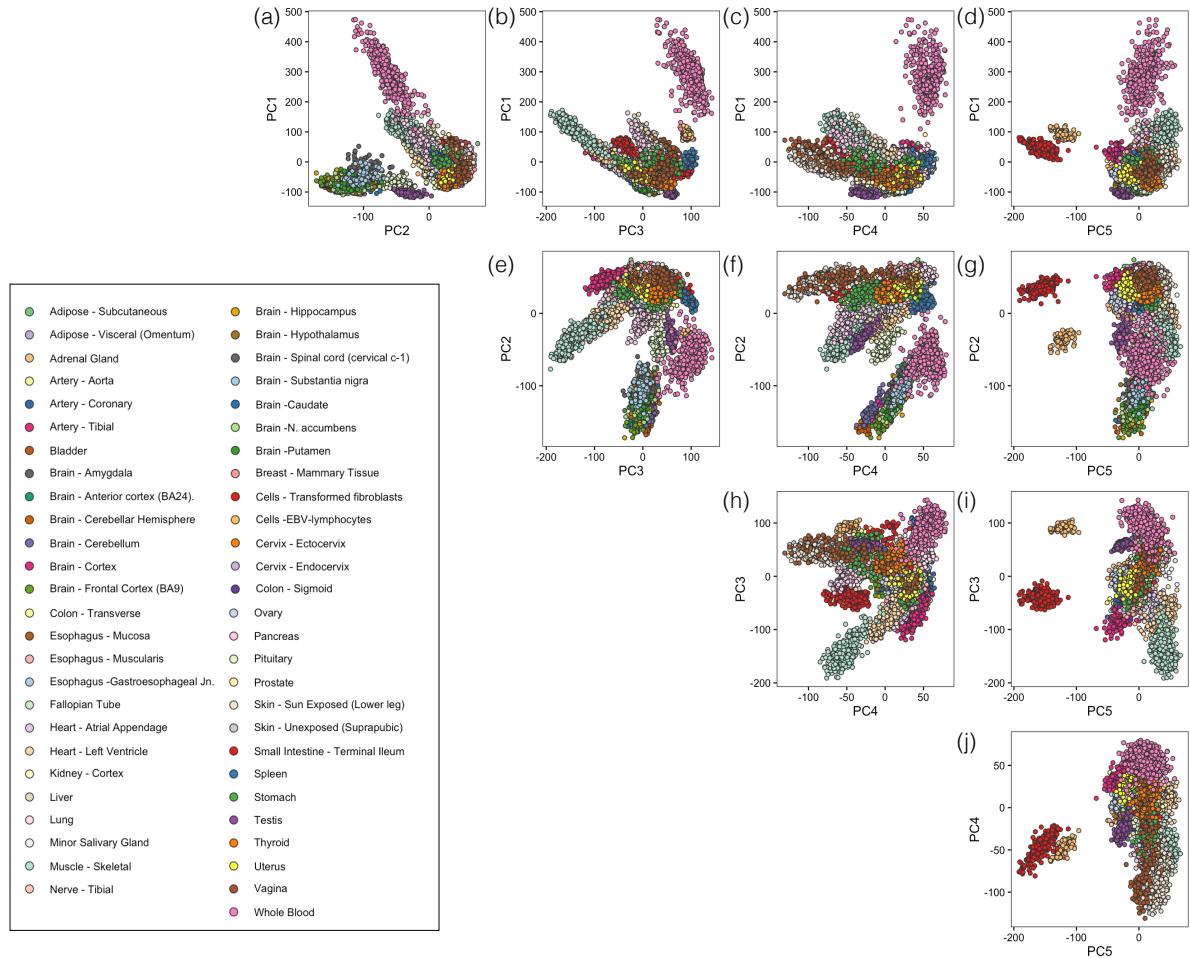 (a)
500
400
300
200
100
0
-100
PC1
-100
0
PC2
(b)
500
400
300
200
100
0
-100
PC1
-200
-100
0
100
PC3
(c)
500
400
300
200
100
0
-100
PC1
-100
-50
0
50
PC4
(d)
500
400
300
200
100
0
-100
PC1
-200
-100
0
PC5
(e)
0
-100
PC2
-200
-100
0
100
PC3
(f)
0
-100
PC2
-100
-50
0
50
PC4
(g)
0
-100
PC2
-200
-100
0
PC5
(h)
100
0
-100
-200
PC3
-100
-50
0
50
PC4
(i)
100
0
-100
-200
PC3
-200
-100
0
PC5
(j)
50
0
-50
-100
PC4
-200
-100
0
PC5
Adipose - Subcutaneous
Adipose - Visceral (Omentum)
Adrenal Gland
Artery - Aorta
Artery - Coronary
Artery - Tibial
Bladder
Brain - Amygdala
Brain - Anterior cortex (BA24).
Brain - Cerebellar Hemisphere
Brain - Cerebellum
Brain - Cortex
Brain - Frontal Cortex (BA9)
Colon - Transverse
Esophagus - Mucosa
Esophagus - Muscularis
Esophagus -Gastroesophageal Jn.
Fallopian Tube
Heart - Atrial Appendage
Heart - Left Ventricle
Kidney - Cortex
Liver
Lung
Minor Salivary Gland
Muscle - Skeletal
Nerve - Tibial
Brain - Hippocampus
Brain - Hypothalamus
Brain - Spinal cord (cervical c-1)
Brain - Substantia nigra
Brain -Caudate
Brain -N. accumbens
Brain -Putamen
Breast - Mammary Tissue
Cells - Transformed fibroblasts
Cells -EBV-lymphocytes
Cervix - Ectocervix
Cervix - Endocervix
Colon - Sigmoid
Ovary
Pancreas
Pituitary
Prostate
Skin - Sun Exposed (Lower leg)
Skin - Unexposed (Suprapubic)
Small Intestine - Terminal Ileum
Spleen
Stomach
Testis
Thyroid
Uterus
Vagina
Whole Blood